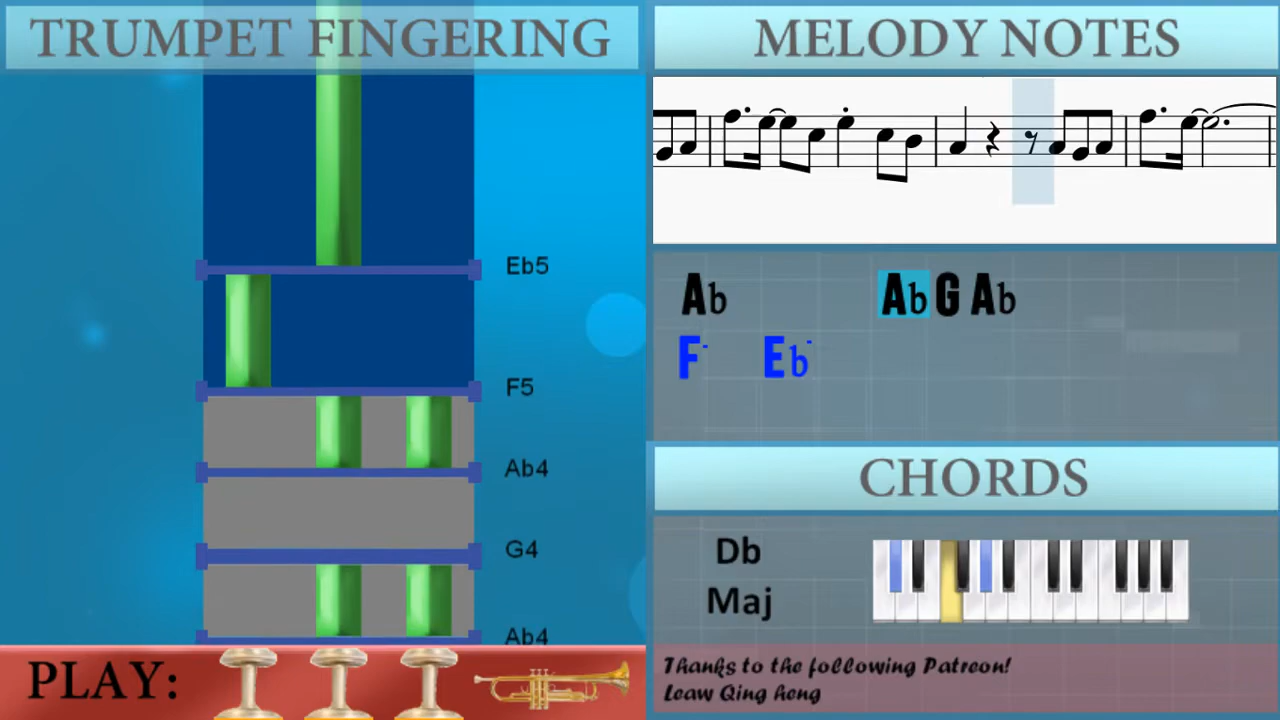 TRUMPET FINGERING
Eb5
F5
Ab4
G4
Ab4
PLAY:
MELODY NOTES
Ab Ab G Ab
F- Eb-
CHORDS
Db
Maj
Thanks to the following Patreon!
Leaw Qing heng